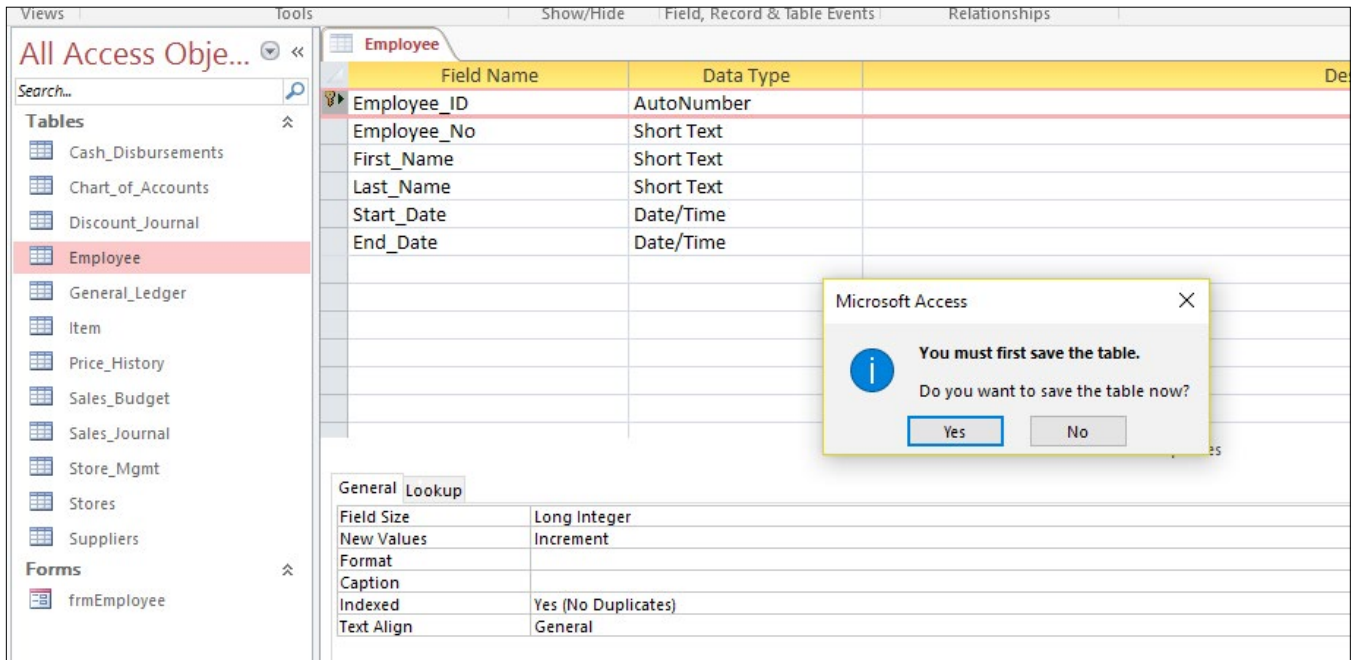 Views Tools Show/Hide Field, Record & Table Events Relationships
All Access Obje... «
Search...
Tables
Cash_Disbursements
Chart_of_Accounts
Discount_Journal
Employee
General_Ledger
Item
Price_History
Sales_Budget
Sales_Journal
Store_Mgmt
Stores
Suppliers
Forms
frmEmployee
Employee
Field Name Data Type
Employee_ID AutoNumber
Employee_No Short Text
First_Name Short Text
Last_Name Short Text
Start_Date Date/Time
End_Date Date/Time
Microsoft Access
You must first save the table.
Do you want to save the table now?
Yes No
General Lookup
Field Size Long Integer
New Values Increment
Format
Caption
Indexed Yes (No Duplicates)
Text Align General